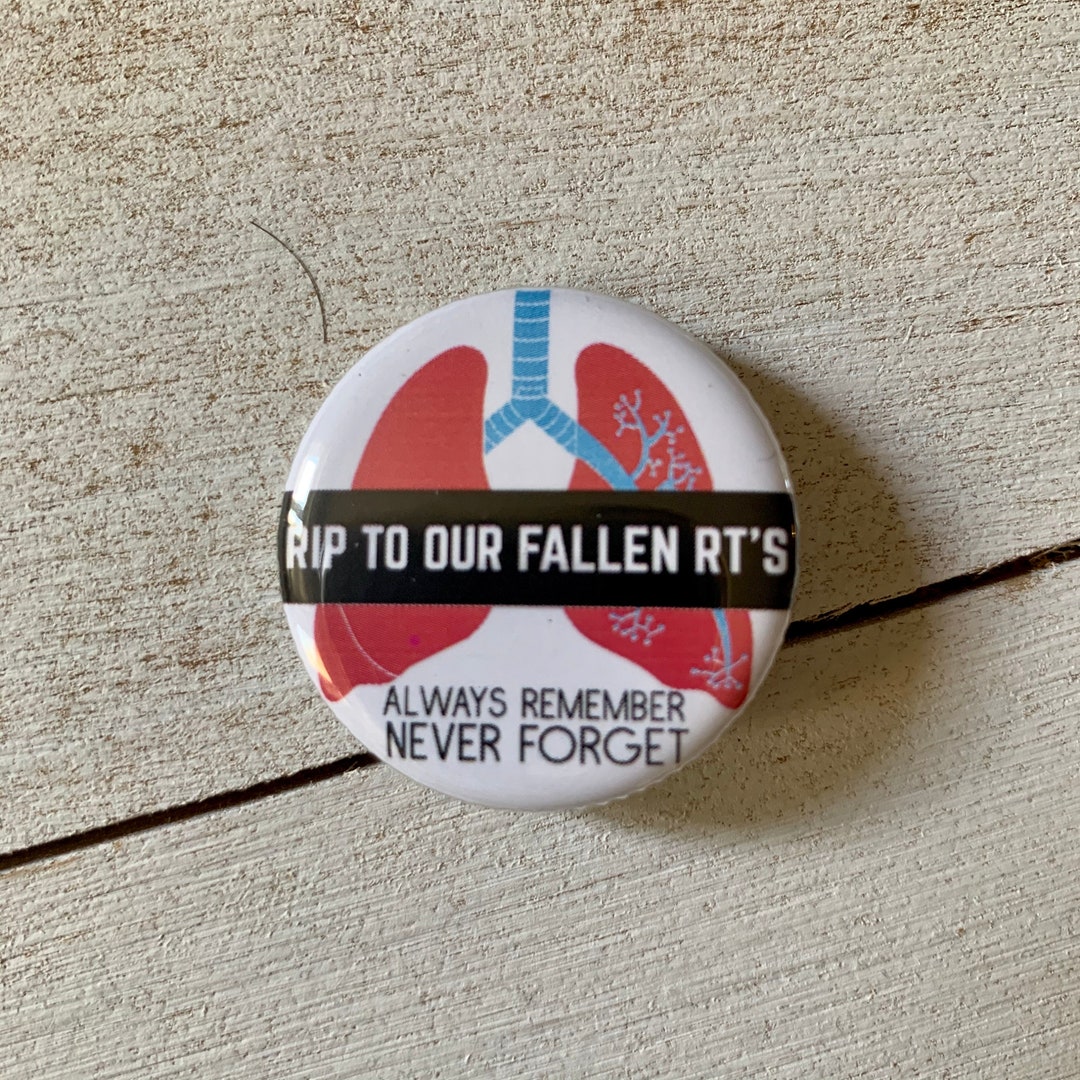 RIP TO OUR FALLEN RT'S
ALWAYS REMEMBER
NEVER FORGET